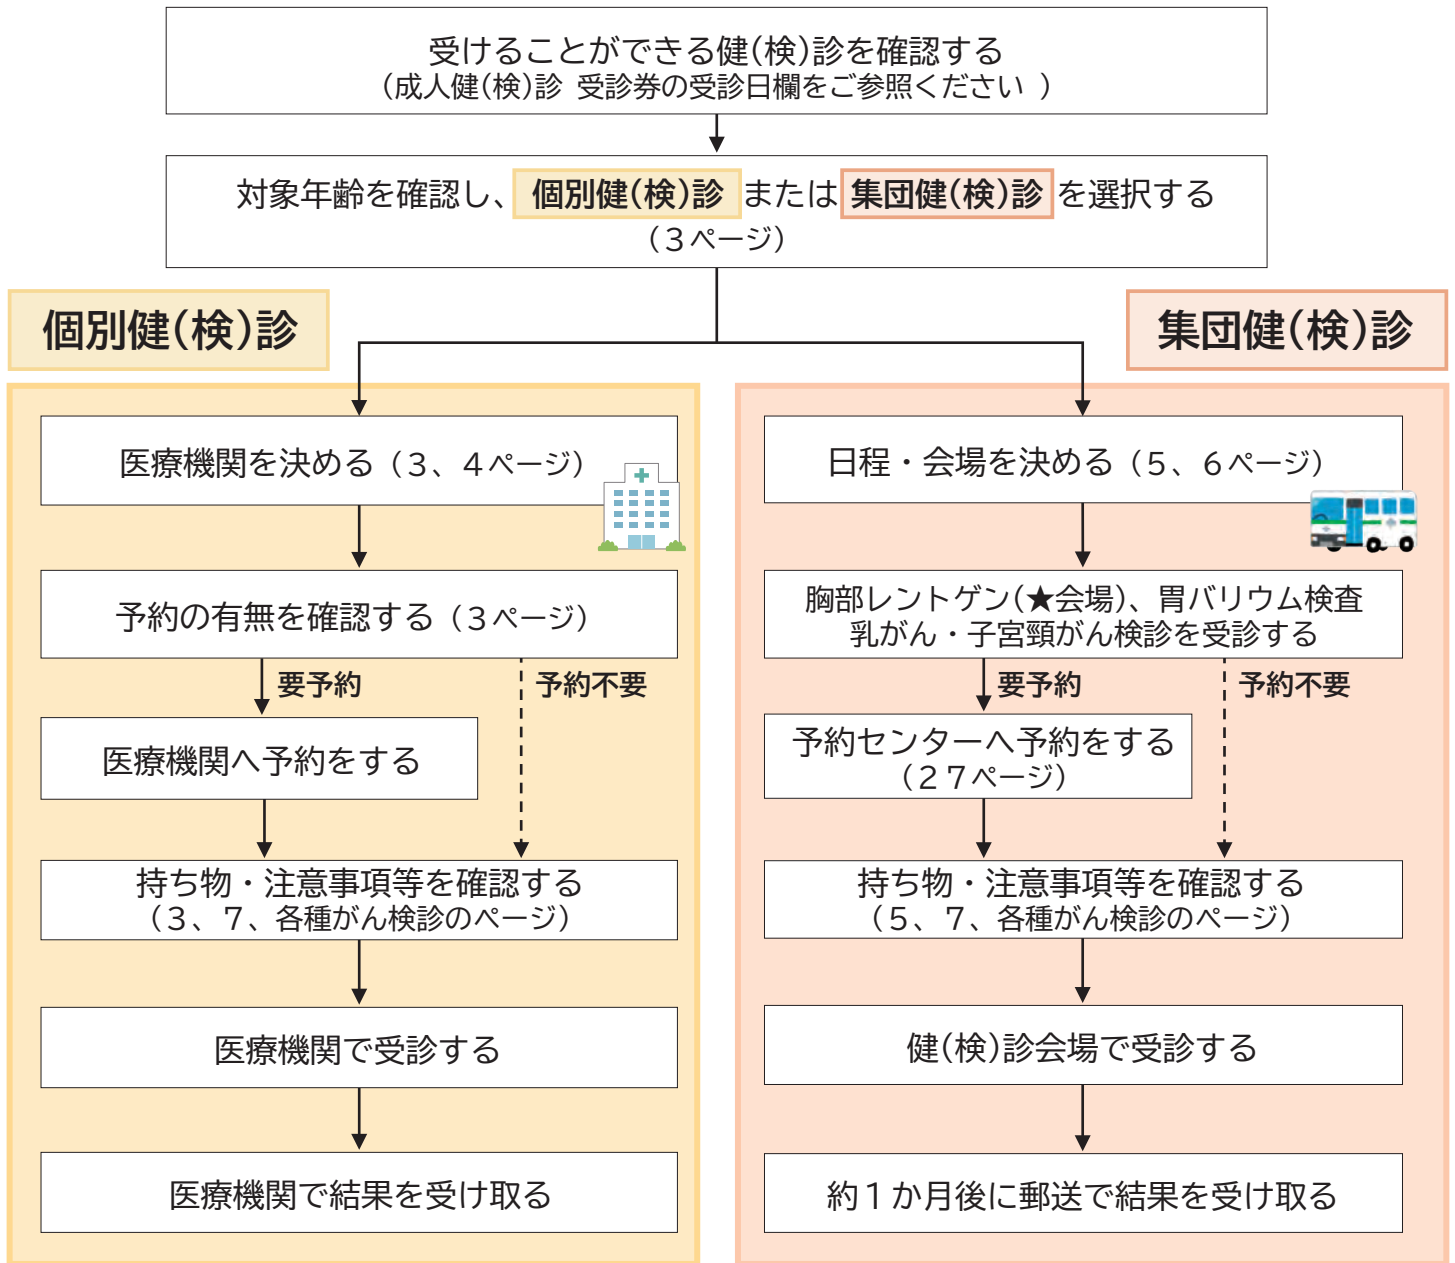 受けることができる健(検)診を確認する
(成人健(検)診 受診券の受診日欄をご参照ください )
対象年齢を確認し、個別健(検)診または集団健(検)診を選択する
(３ページ)
個別健(検)診
医療機関を決める(３、４ページ)
予約の有無を確認する(３ページ)
要予約
予約不要
医療機関へ予約をする
持ち物・注意事項等を確認する
(３、７、各種がん検診のページ)
医療機関で受診する
医療機関で結果を受け取る
集団健(検)診
日程・会場を決める(５、６ページ)
胸部レントゲン(★会場)、胃バリウム検査
乳がん・子宮頸がん検診を受診する
要予約
予約不要
予約センターへ予約をする
(２７ページ)
持ち物・注意事項等を確認する
(５、７、各種がん検診のページ)
健(検)診会場で受診する
約１か月後に郵送で結果を受け取る